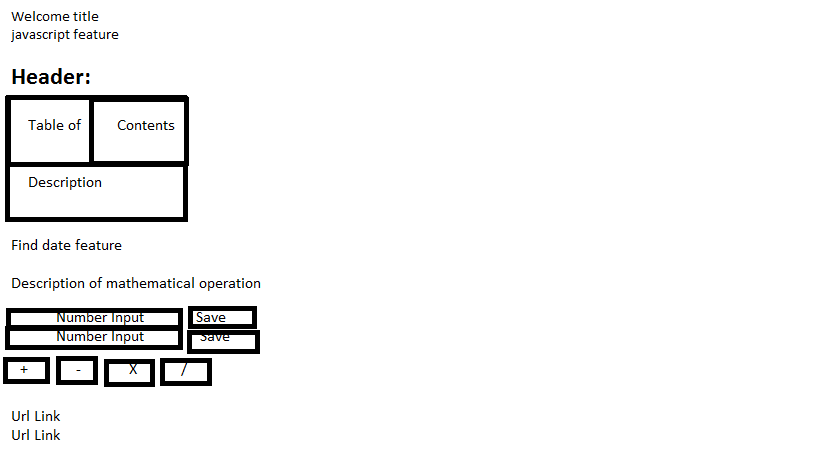 Welcome title
javascript feature
Header:
Table of Contents
Description
Find date feature
Description of mathematical operation
Number Input Save
Number Input Save
+ - X /
Url Link
Url Link